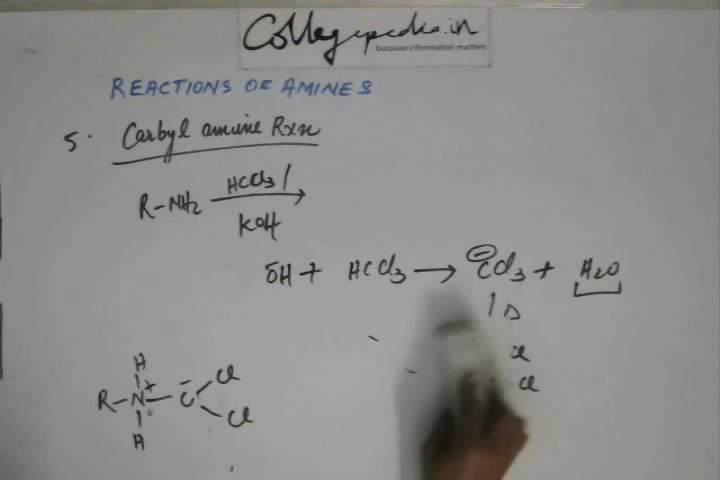 Collegepedia.in
because information matters
REACTIONS OF AMINES
5. Carbyl amine Rxn
R-NH2 HCCl3/ KOH →
ŌH + HCCl3 → ⊖CCl3 + H2O
Δ
Cl
Cl
H
R-N⁺-C⁻ Cl
Cl
H